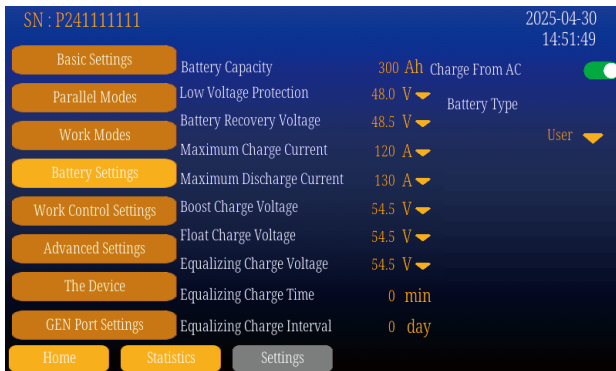 SN : P241111111
2025-04-30
14:51:49
Basic Settings
Parallel Modes
Work Modes
Battery Settings
Work Control Settings
Advanced Settings
The Device
GEN Port Settings
Battery Capacity 300 Ah
Low Voltage Protection 48.0 V
Battery Recovery Voltage 48.5 V
Maximum Charge Current 120 A
Maximum Discharge Current 130 A
Boost Charge Voltage 54.5 V
Float Charge Voltage 54.5 V
Equalizing Charge Voltage 54.5 V
Equalizing Charge Time 0 min
Equalizing Charge Interval 0 day
Charge From AC
Battery Type
User
Home Statistics Settings